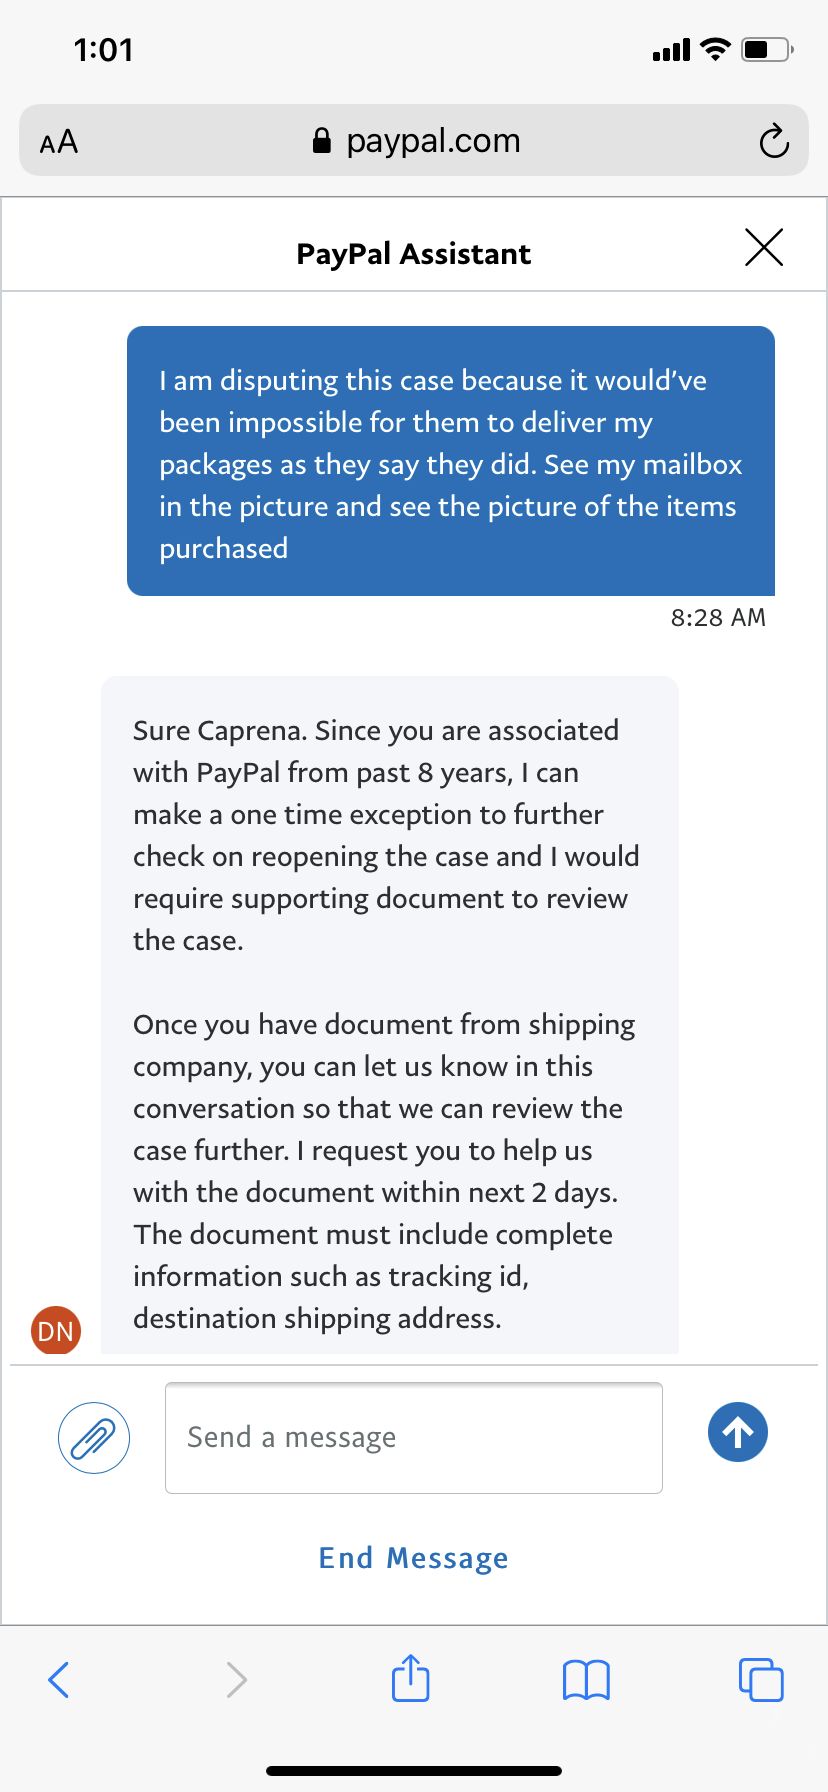 1:01
AA paypal.com
PayPal Assistant
I am disputing this case because it would've
been impossible for them to deliver my
packages as they say they did. See my mailbox
in the picture and see the picture of the items
purchased
8:28 AM
Sure Caprena. Since you are associated
with PayPal from past 8 years, I can
make a one time exception to further
check on reopening the case and I would
require supporting document to review
the case.
Once you have document from shipping
company, you can let us know in this
conversation so that we can review the
case further. I request you to help us
with the document within next 2 days.
The document must include complete
information such as tracking id,
destination shipping address.
DN
Send a message
End Message